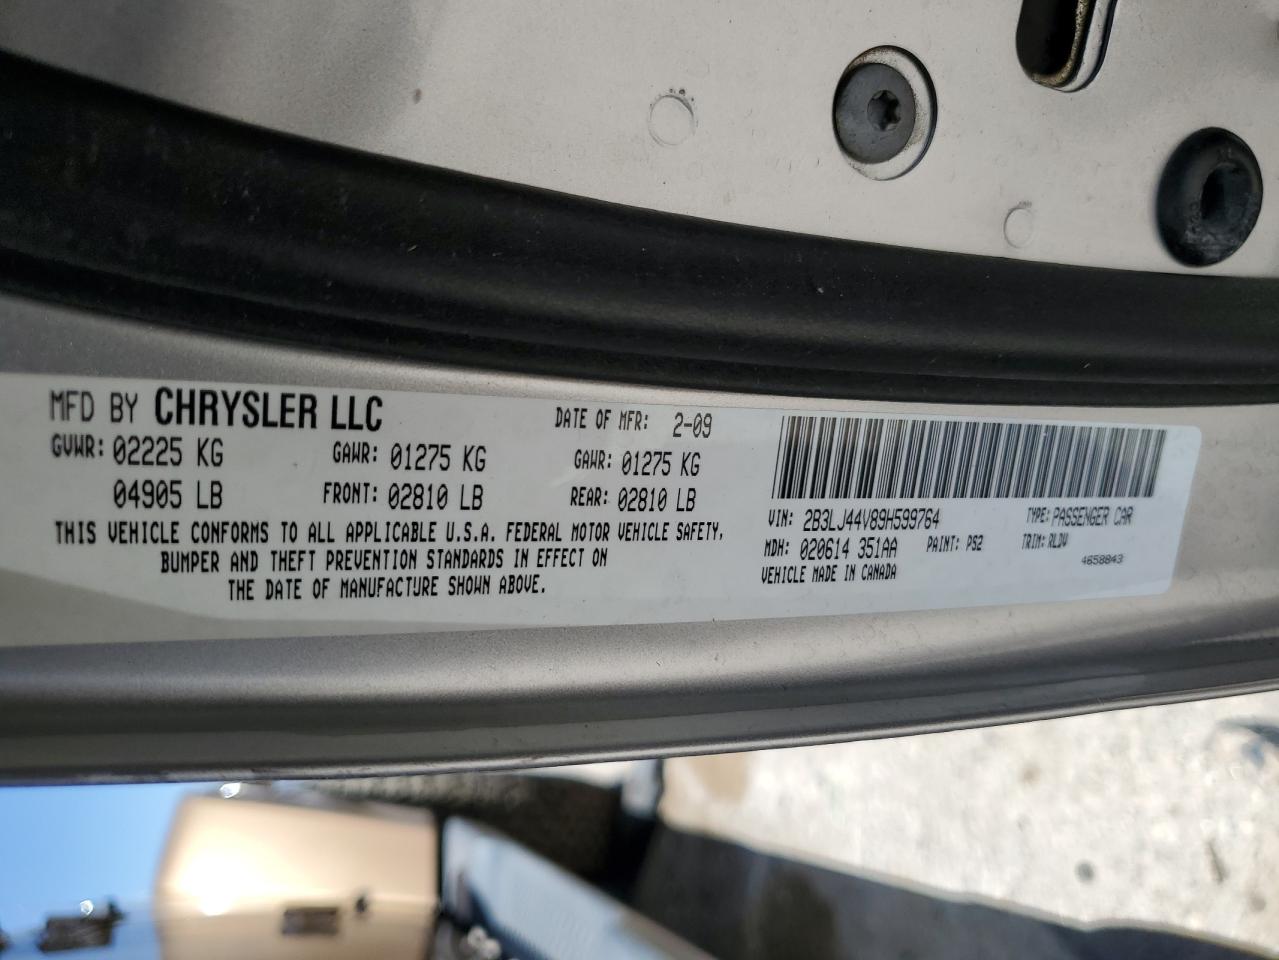 MFD BY CHRYSLER LLC DATE OF MFR: 2-09
GVWR: 02225 KG GAWR: 01275 KG GAWR: 01275 KG
04905 LB FRONT: 02810 LB REAR: 02810 LB
THIS VEHICLE CONFORMS TO ALL APPLICABLE U.S.A. FEDERAL MOTOR VEHICLE SAFETY,
BUMPER AND THEFT PREVENTION STANDARDS IN EFFECT ON
THE DATE OF MANUFACTURE SHOWN ABOVE.
VIN: 2B3LJ44V89H599764 TYPE: PASSENGER CAR
MDH: 020614 351AA PAINT: PS2 TRIM: RLDV
VEHICLE MADE IN CANADA 4658843